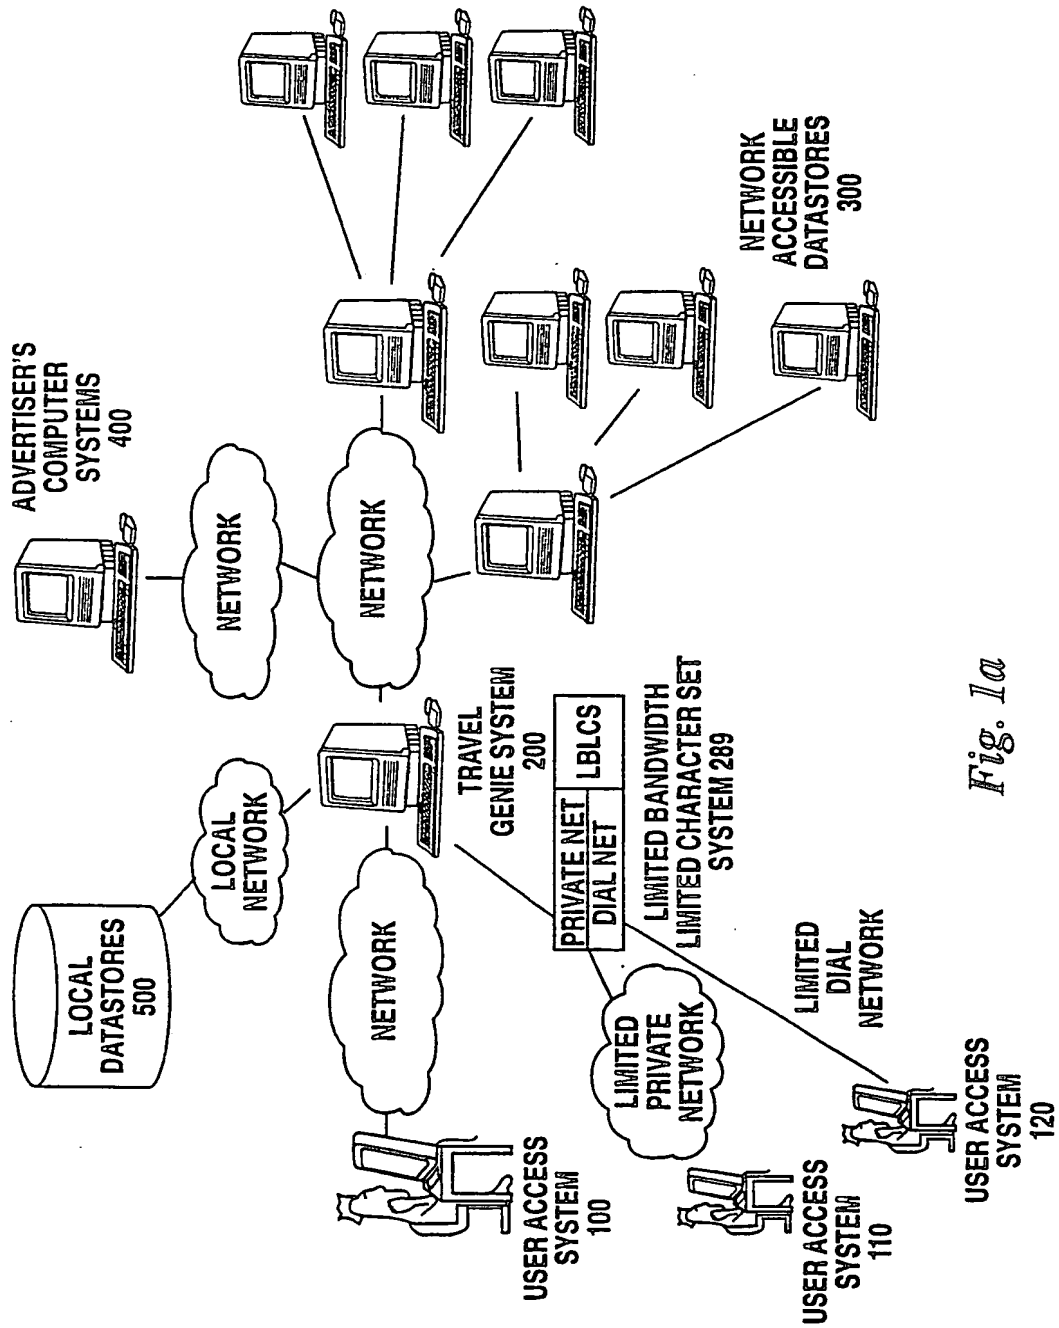 LOCAL
DATASTORES
500
ADVERTISER'S
COMPUTER
SYSTEMS
400
LOCAL
NETWORK
NETWORK
NETWORK
NETWORK
TRAVEL
GENIE SYSTEM
200
USER ACCESS
SYSTEM
100
PRIVATE NET
DIAL NET
LBLCS
LIMITED BANDWIDTH
LIMITED CHARACTER SET
SYSTEM 289
LIMITED
PRIVATE
NETWORK
NETWORK
ACCESSIBLE
DATASTORES
300
USER ACCESS
SYSTEM
110
LIMITED
DIAL
NETWORK
USER ACCESS
SYSTEM
120
Fig. 1a